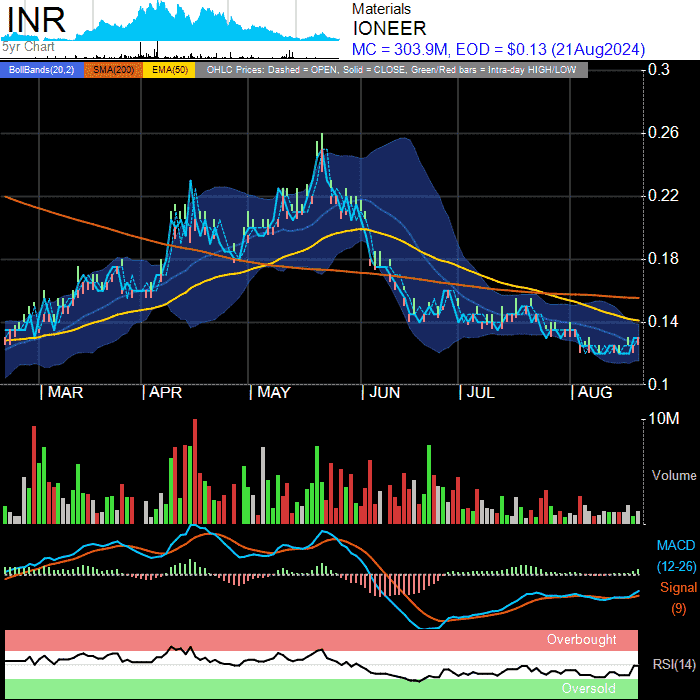 INR
5yr Chart
Materials
IONEER
MC = 303.9M, EOD = $0.13 (21Aug2024)
BollBands(20,2) SMA(200) EMA(50) OHLC Prices: Dashed = OPEN, Solid = CLOSE, Green/Red bars = Intra-day HIGH/LOW
0.3
0.26
0.22
0.18
0.14
0.1
MAR APR MAY JUN JUL AUG
10M
Volume
MACD
(12-26)
Signal
(9)
Overbought
RSI(14)
Oversold